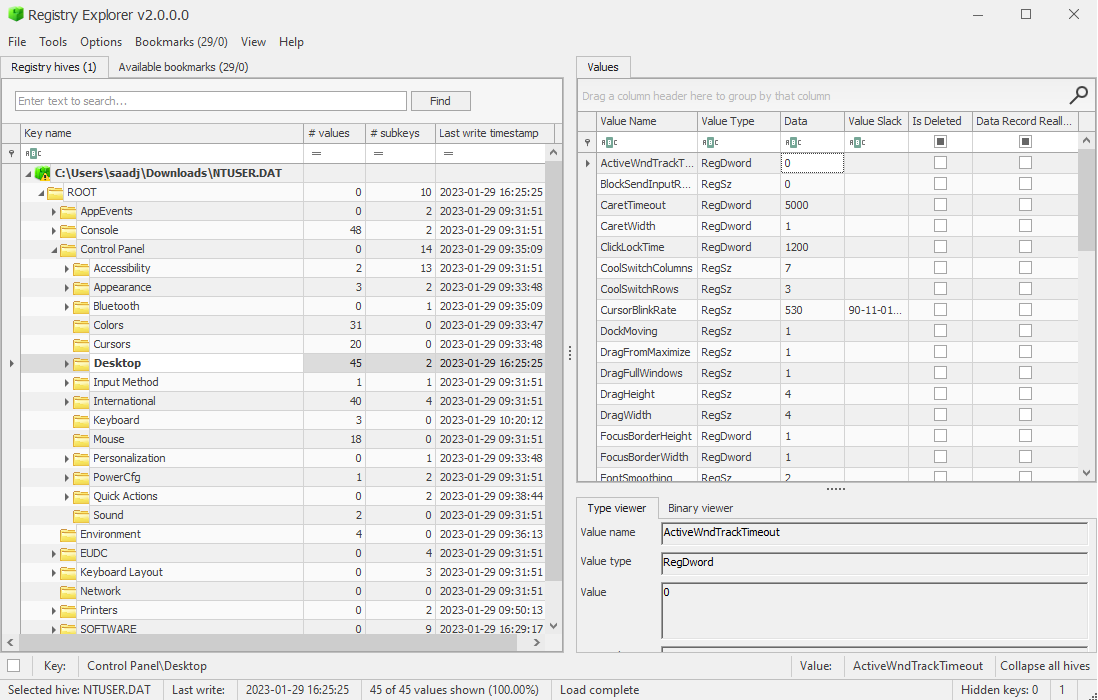 Registry Explorer v2.0.0.0
File Tools Options Bookmarks (29/0) View Help
Registry hives (1) Available bookmarks (29/0)
Enter text to search... Find
Key name # values # subkeys Last write timestamp
C:\Users\saadj\Downloads\NTUSER.DAT
ROOT 0 10 2023-01-29 16:25:25
AppEvents 0 2 2023-01-29 09:31:51
Console 48 2 2023-01-29 09:31:51
Control Panel 0 14 2023-01-29 09:35:09
Accessibility 2 13 2023-01-29 09:31:51
Appearance 3 2 2023-01-29 09:33:48
Bluetooth 0 1 2023-01-29 09:35:09
Colors 31 0 2023-01-29 09:33:47
Cursors 20 0 2023-01-29 09:33:48
Desktop 45 2 2023-01-29 16:25:25
Input Method 1 1 2023-01-29 09:31:51
International 40 4 2023-01-29 09:31:51
Keyboard 3 0 2023-01-29 10:20:12
Mouse 18 0 2023-01-29 09:31:51
Personalization 0 1 2023-01-29 09:33:48
PowerCfg 1 2 2023-01-29 09:31:51
Quick Actions 0 2 2023-01-29 09:38:44
Sound 2 0 2023-01-29 09:31:51
Environment 4 0 2023-01-29 09:36:13
EUDC 0 4 2023-01-29 09:31:51
Keyboard Layout 0 3 2023-01-29 09:31:51
Network 0 0 2023-01-29 09:31:51
Printers 0 2 2023-01-29 09:50:13
SOFTWARE 0 9 2023-01-29 16:29:17
Values
Drag a column header here to group by that column
Value Name Value Type Data Value Slack Is Deleted Data Record Reall...
ActiveWndTrackT... RegDword 0
BlockSendInputR... RegSz 0
CaretTimeout RegDword 5000
CaretWidth RegDword 1
ClickLockTime RegDword 1200
CoolSwitchColumns RegSz 7
CoolSwitchRows RegSz 3
CursorBlinkRate RegSz 530 90-11-01...
DockMoving RegSz 1
DragFromMaximize RegSz 1
DragFullWindows RegSz 1
DragHeight RegSz 4
DragWidth RegSz 4
FocusBorderHeight RegDword 1
FocusBorderWidth RegDword 1
FontSmoothing RegSz 2
Type viewer Binary viewer
Value name ActiveWndTrackTimeout
Value type RegDword
Value 0
Key: Control Panel\Desktop Value: ActiveWndTrackTimeout Collapse all hives
Selected hive: NTUSER.DAT Last write: 2023-01-29 16:25:25 45 of 45 values shown (100.00%) Load complete Hidden keys: 0 1